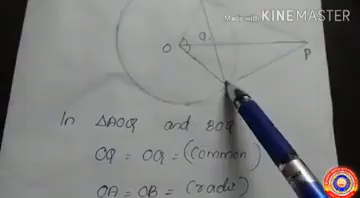 Made with KINEMASTER
O Q P
In ΔAOQ and BOQ
OQ = OQ = (common)
OA = OB = (radii)